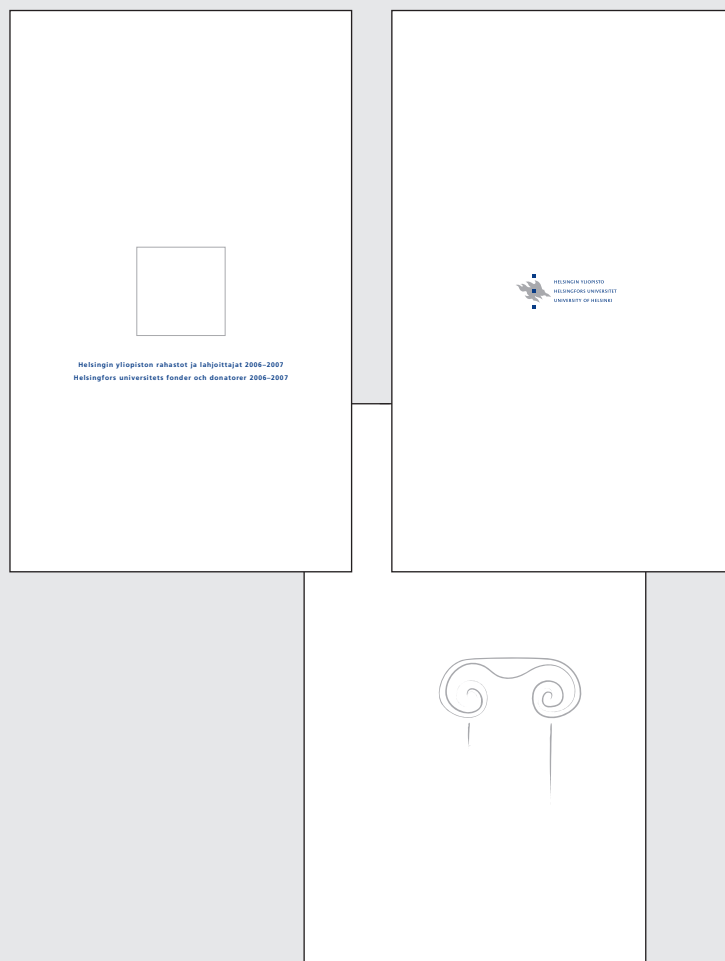 Helsingin yliopiston rahastot ja lahjoittajat 2006–2007
Helsingfors universitets fonder och donatorer 2006–2007
HELSINGIN YLIOPISTO
HELSINGFORS UNIVERSITET
UNIVERSITY OF HELSINKI